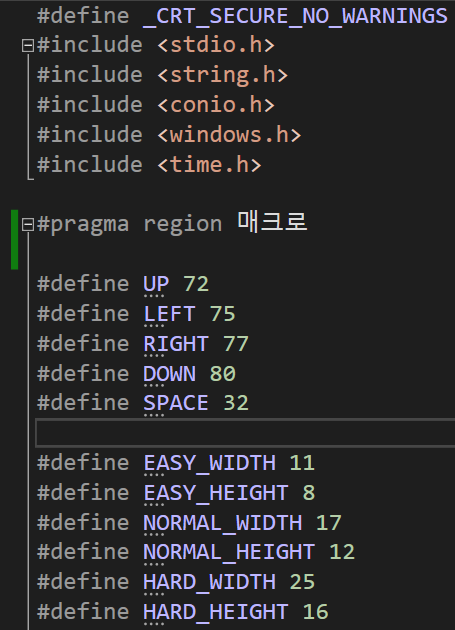 #define _CRT_SECURE_NO_WARNINGS
#include <stdio.h>
#include <string.h>
#include <conio.h>
#include <windows.h>
#include <time.h>
#pragma region 매크로
#define UP 72
#define LEFT 75
#define RIGHT 77
#define DOWN 80
#define SPACE 32
#define EASY_WIDTH 11
#define EASY_HEIGHT 8
#define NORMAL_WIDTH 17
#define NORMAL_HEIGHT 12
#define HARD_WIDTH 25
#define HARD_HEIGHT 16